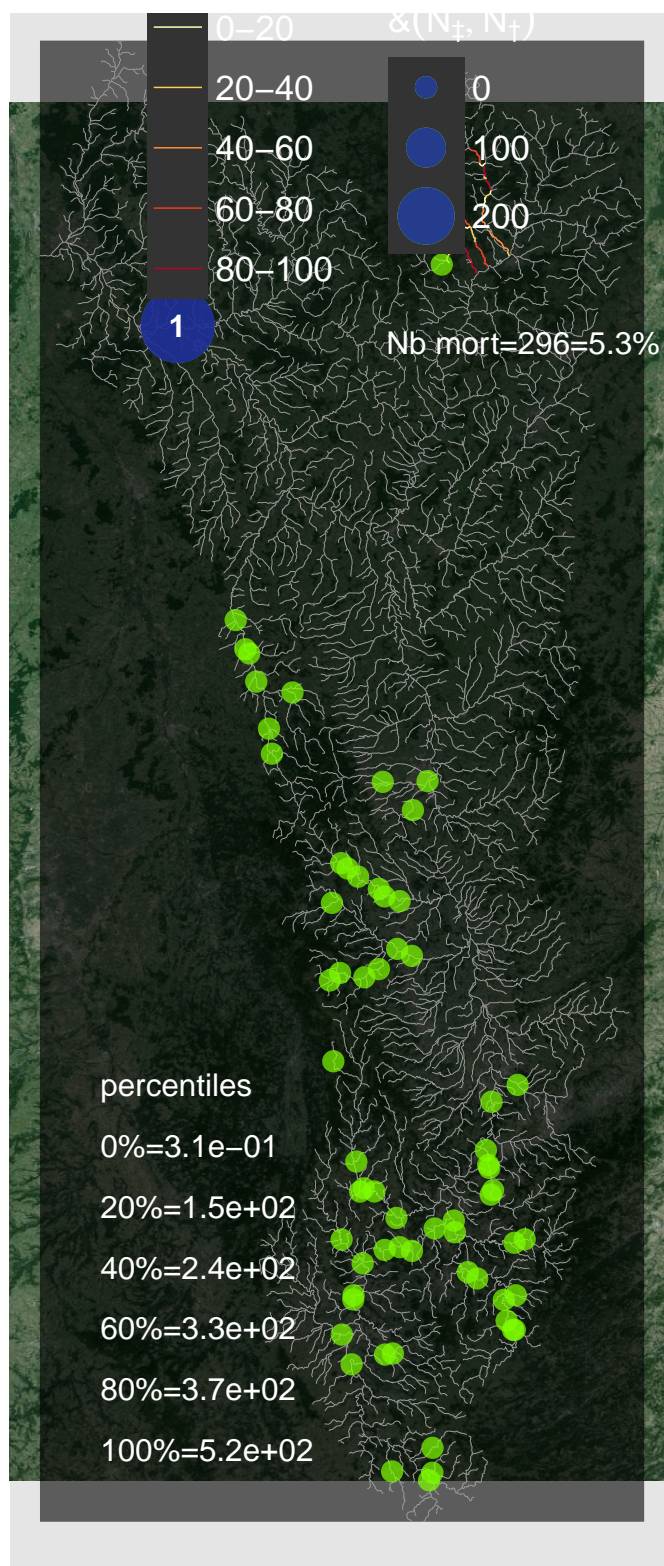 0−20
&(N‡, N†)
20−40
0
40−60
100
60−80
200
80−100
1
Nb mort=296=5.3%
percentiles
0%=3.1e−01
20%=1.5e+02
40%=2.4e+02
60%=3.3e+02
80%=3.7e+02
100%=5.2e+02